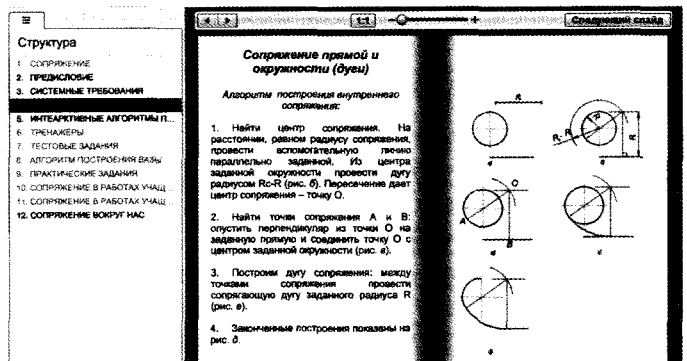 Структура
1. СОПРЯЖЕНИЕ
2. ПРЕДИСЛОВИЕ
3. СИСТЕМНЫЕ ТРЕБОВАНИЯ
5. ИНТЕАРКТИВНЫЕ АЛГОРИТМЫ П...
6. ТРЕНАЖЕРЫ
7. ТЕСТОВЫЕ ЗАДАНИЯ
8. АЛГОРИТМ ПОСТРОЕНИЯ ВАЗЫ
9. ПРАКТИЧЕСКИЕ ЗАДАНИЯ
10. СОПРЯЖЕНИЕ В РАБОТАХ УЧАЩ...
11. СОПРЯЖЕНИЕ В РАБОТАХ УЧАЩ...
12. СОПРЯЖЕНИЕ ВОКРУГ НАС
1:1
Следующий слайд
Сопряжение прямой и
окружности (дуги)
Алгоритм построения внутреннего
сопряжения:
1. Найти центр сопряжения. На
расстоянии, равном радиусу сопряжения,
провести вспомогательную линию
параллельно заданной. Из центра
заданной окружности провести дугу
радиусом Rc-R (рис. б). Пересечение дает
центр сопряжения – точку О.
2. Найти точки сопряжения А и В:
опустить перпендикуляр из точки О на
заданную прямую и соединить точку О с
центром заданной окружности (рис. в).
3. Построим дугу сопряжения: между
точками сопряжения провести
сопрягающую дугу заданного радиуса R
(рис. г).
4. Законченные построения показаны на
рис. д.
R
R
O
A
B